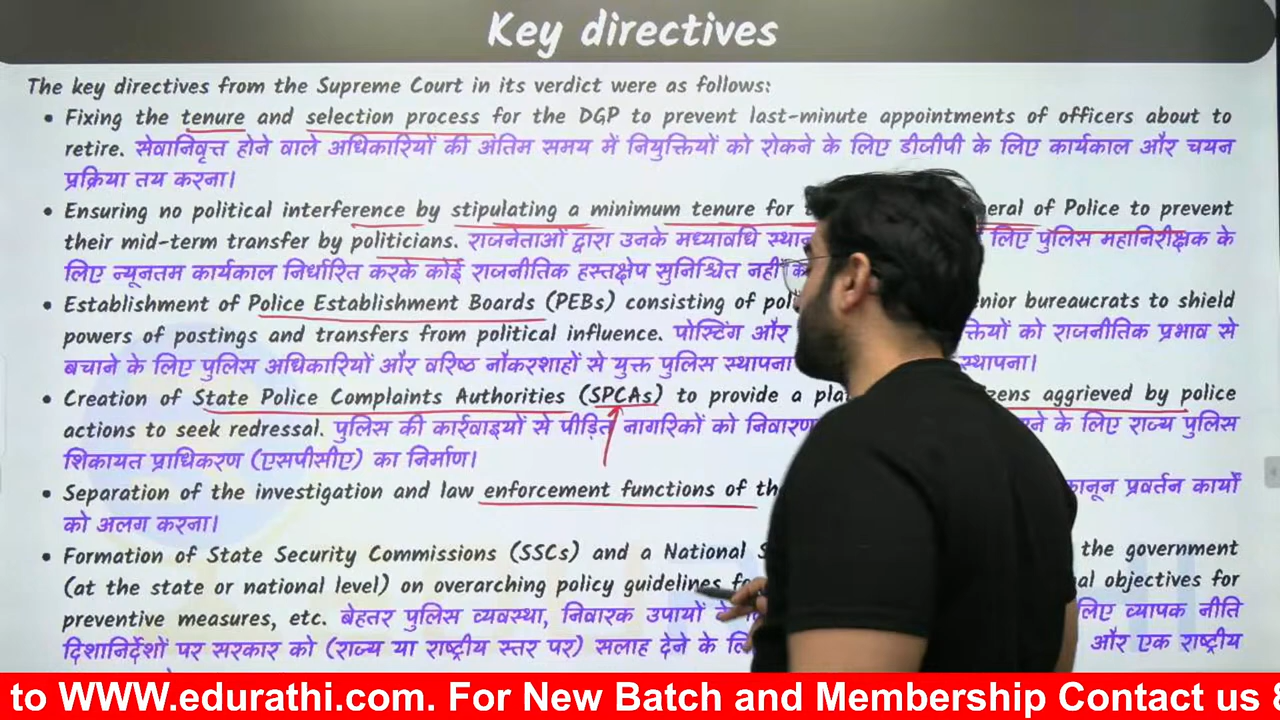 Key directives
The key directives from the Supreme Court in its verdict were as follows:
• Fixing the tenure and selection process for the DGP to prevent last-minute appointments of officers about to
retire. सेवानिवृत्त होने वाले अधिकारियों की अंतिम समय में नियुक्तियों को रोकने के लिए डीजीपी के लिए कार्यकाल और चयन
प्रक्रिया तय करना।
• Ensuring no political interference by stipulating a minimum tenure for of Police to prevent
their mid-term transfer by politicians. राजनेताओं द्वारा उनके मध्यावधि लिए पुलिस महानिरीक्षक के
लिए न्यूनतम कार्यकाल निर्धारित करके कोई राजनीतिक हस्तक्षेप सुनिश्चित नहीं
• Establishment of Police Establishment Boards (PEBs) consisting of bureaucrats to shield
powers of postings and transfers from political influence. पोस्टिंग और को राजनीतिक प्रभाव से
बचाने के लिए पुलिस अधिकारियों और वरिष्ठ नौकरशाहों से युक्त पुलिस स्थापना स्थापना।
• Creation of State Police Complaints Authorities (SPCAs) to provide a aggrieved by police
actions to seek redressal. पुलिस की कार्रवाइयों से पीड़ित नागरिकों को के लिए राज्य पुलिस
शिकायत प्राधिकरण (एसपीसीए) का निर्माण।
• Separation of the investigation and law enforcement functions of कानून प्रवर्तन कार्यों
को अलग करना।
• Formation of State Security Commissions (SSCs) and a National the government
(at the state or national level) on overarching policy guidelines objectives for
preventive measures, etc. बेहतर पुलिस व्यवस्था, निवारक उपायों लिए व्यापक नीति
दिशानिर्देशों पर सरकार को (राज्य या राष्ट्रीय स्तर पर) सलाह देने के और एक राष्ट्रीय
to WWW.edurathi.com. For New Batch and Membership Contact us